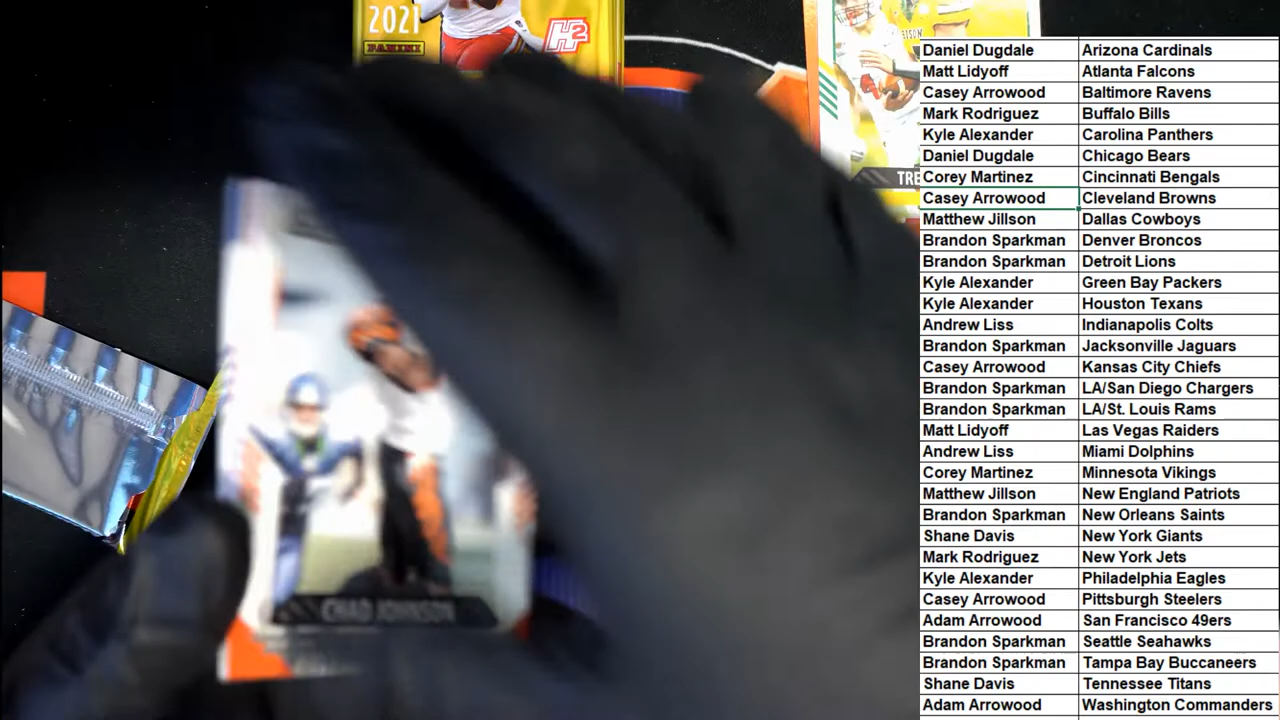 2021
PANINI
H2
TRE
CHAD JOHNSON
Daniel Dugdale Arizona Cardinals
Matt Lidyoff Atlanta Falcons
Casey Arrowood Baltimore Ravens
Mark Rodriguez Buffalo Bills
Kyle Alexander Carolina Panthers
Daniel Dugdale Chicago Bears
Corey Martinez Cincinnati Bengals
Casey Arrowood Cleveland Browns
Matthew Jillson Dallas Cowboys
Brandon Sparkman Denver Broncos
Brandon Sparkman Detroit Lions
Kyle Alexander Green Bay Packers
Kyle Alexander Houston Texans
Andrew Liss Indianapolis Colts
Brandon Sparkman Jacksonville Jaguars
Casey Arrowood Kansas City Chiefs
Brandon Sparkman LA/San Diego Chargers
Brandon Sparkman LA/St. Louis Rams
Matt Lidyoff Las Vegas Raiders
Andrew Liss Miami Dolphins
Corey Martinez Minnesota Vikings
Matthew Jillson New England Patriots
Brandon Sparkman New Orleans Saints
Shane Davis New York Giants
Mark Rodriguez New York Jets
Kyle Alexander Philadelphia Eagles
Casey Arrowood Pittsburgh Steelers
Adam Arrowood San Francisco 49ers
Brandon Sparkman Seattle Seahawks
Brandon Sparkman Tampa Bay Buccaneers
Shane Davis Tennessee Titans
Adam Arrowood Washington Commanders